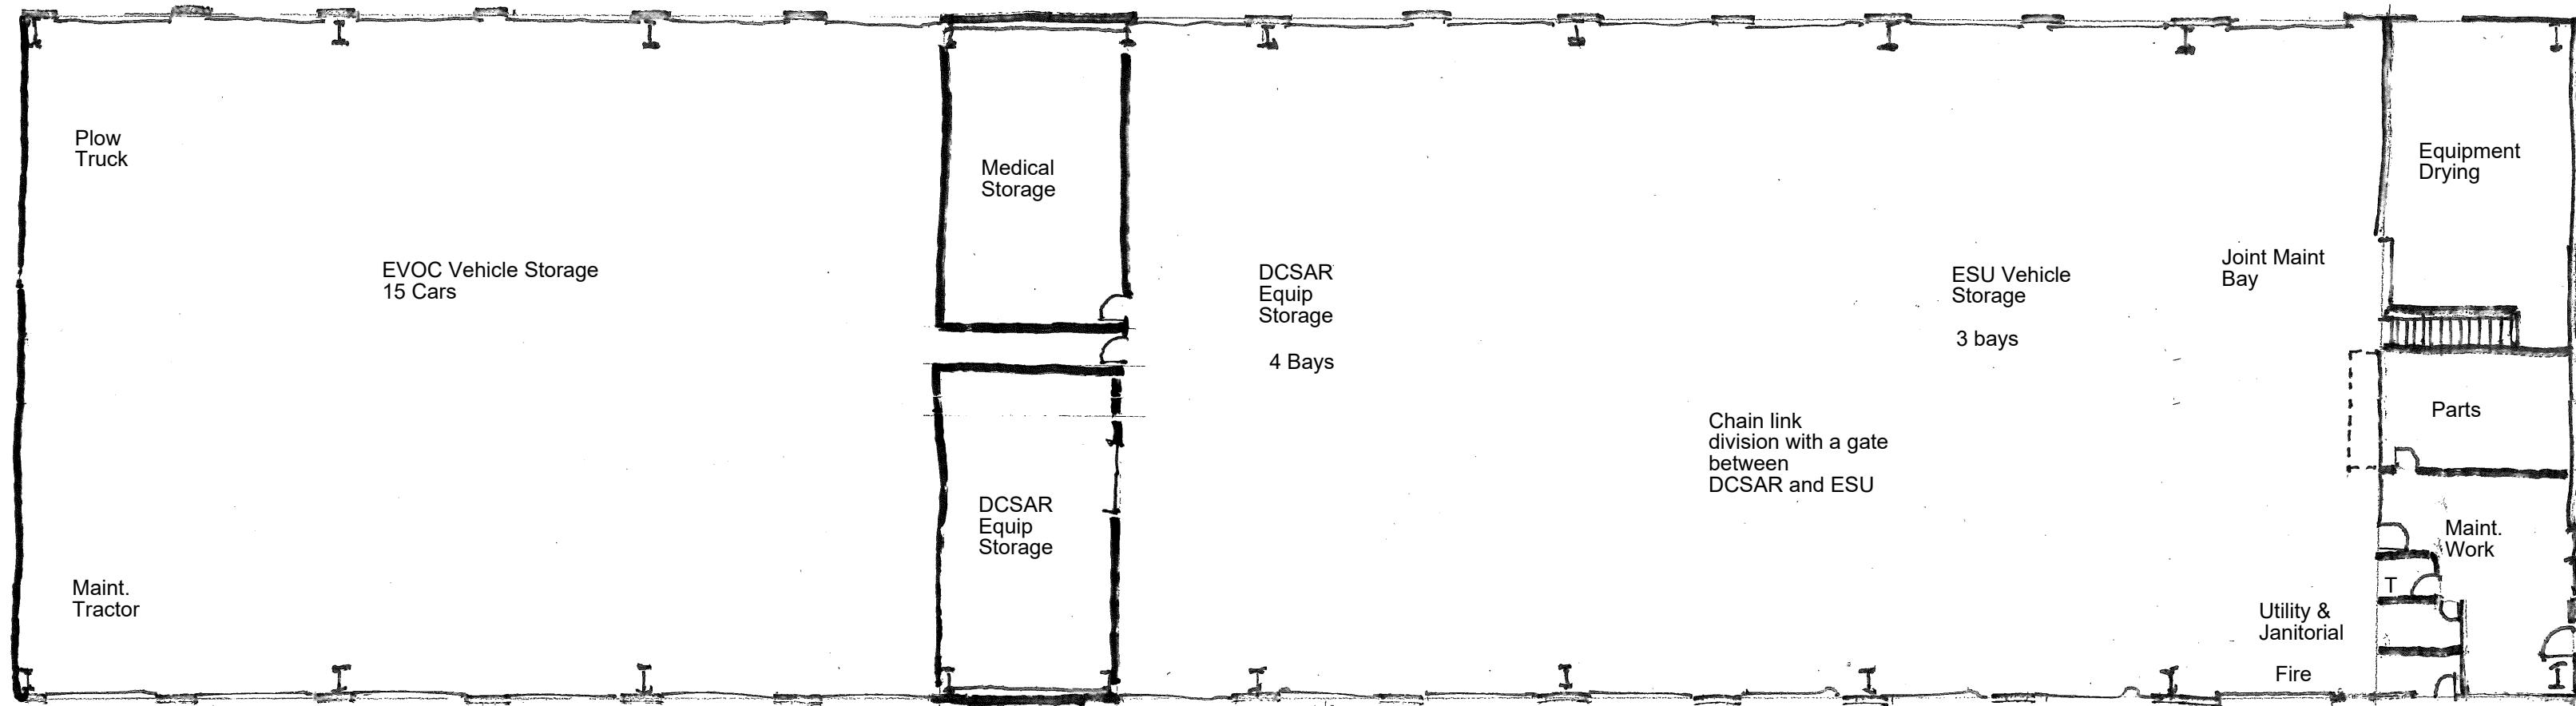 Plow
Truck
EVOC Vehicle Storage
15 Cars
Maint.
Tractor
Medical
Storage
DCSAR
Equip
Storage
DCSAR
Equip
Storage
4 Bays
Chain link
division with a gate
between
DCSAR and ESU
ESU Vehicle
Storage
3 bays
Joint Maint
Bay
Equipment
Drying
Parts
Maint.
Work
T
Utility &
Janitorial
Fire